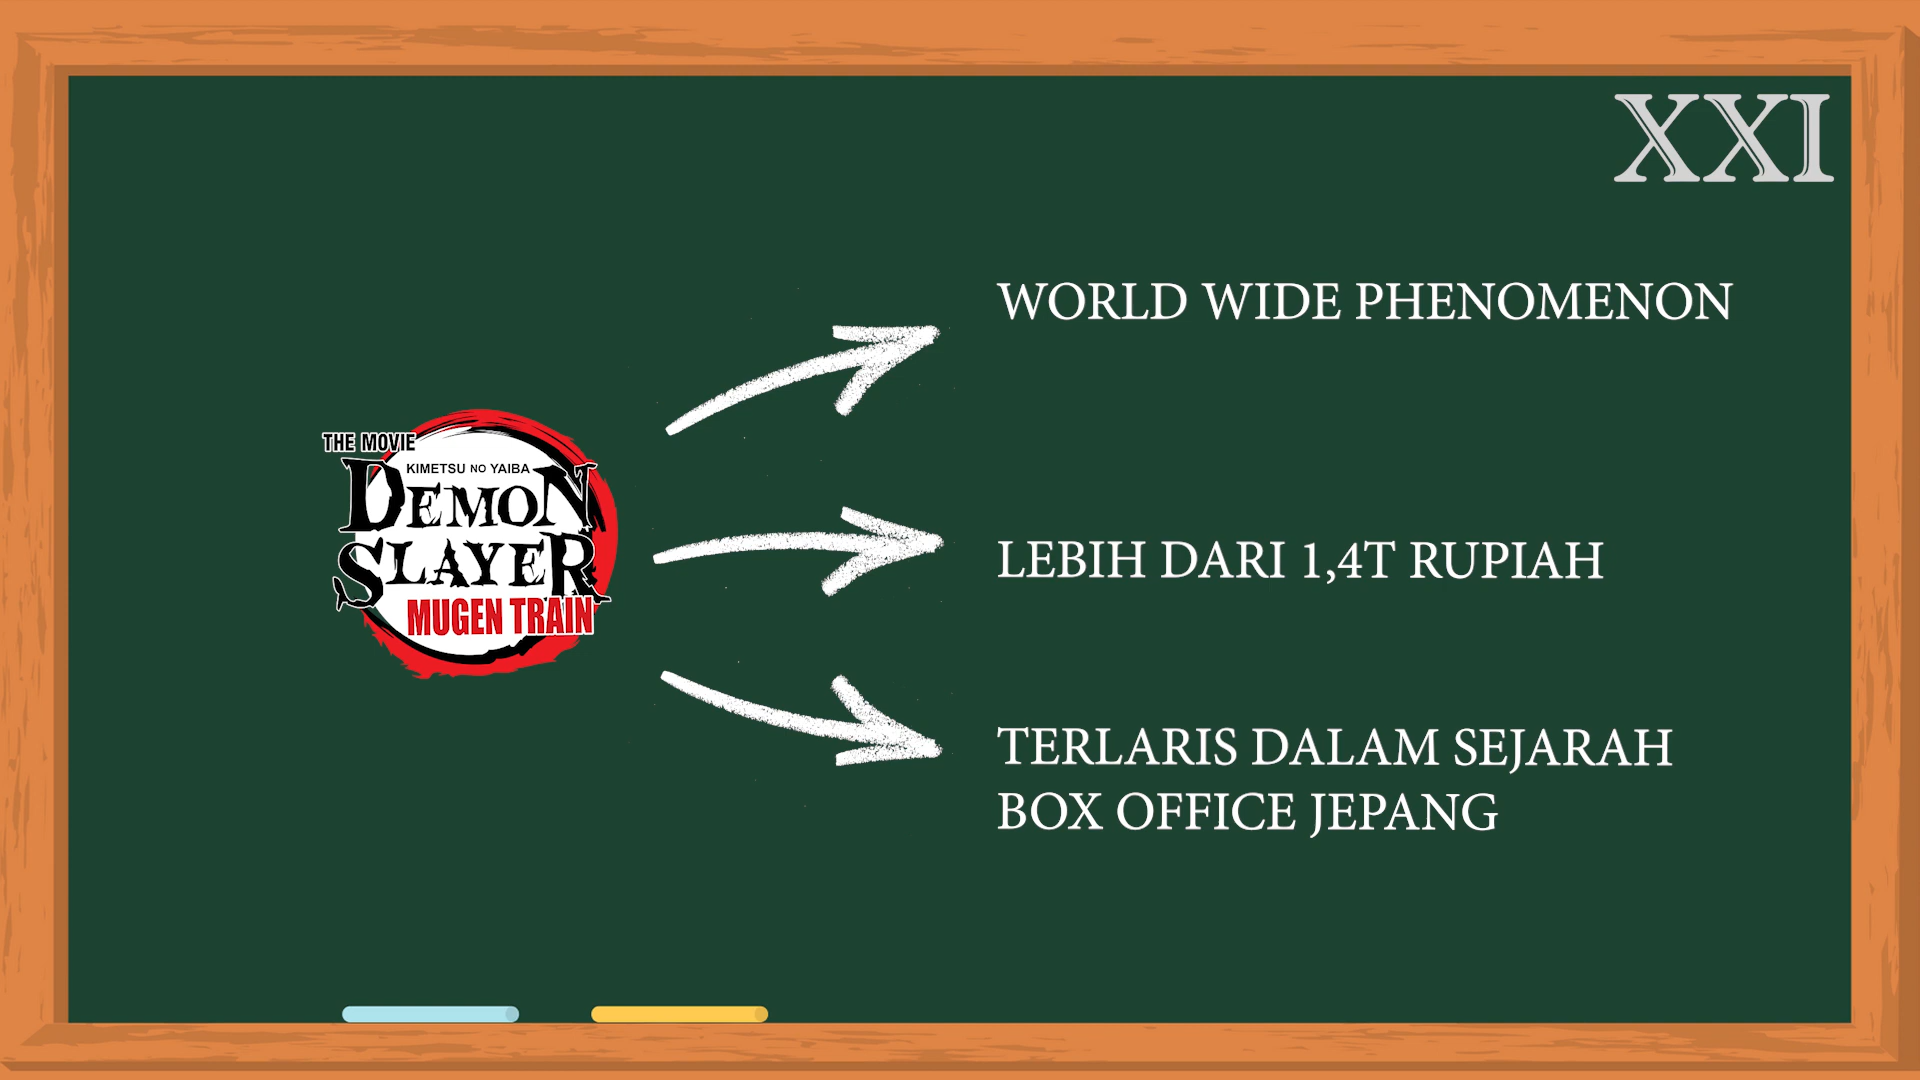 XXI
WORLD WIDE PHENOMENON
THE MOVIE
KIMETSU NO YAIBA
DEMON
SLAYER
MUGEN TRAIN
LEBIH DARI 1,4T RUPIAH
TERLARIS DALAM SEJARAH
BOX OFFICE JEPANG